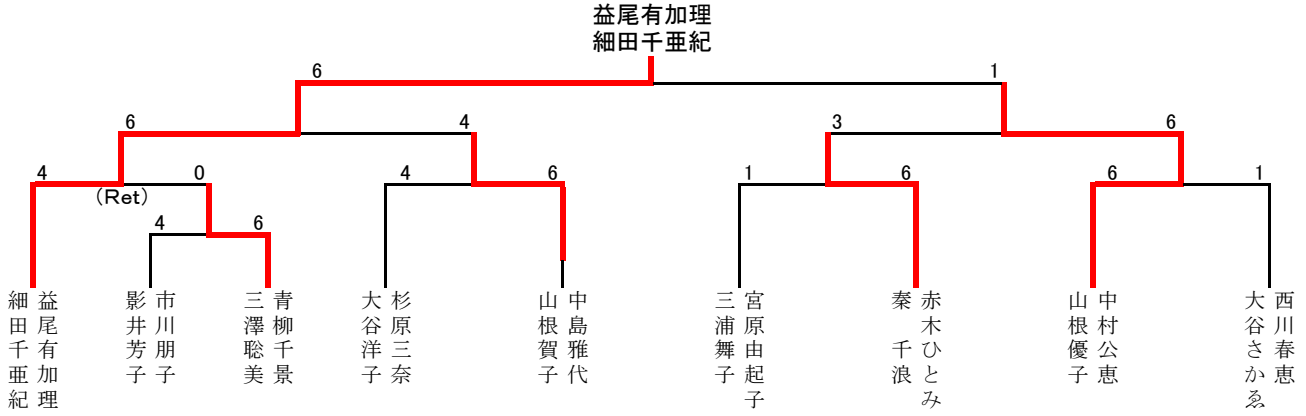 益尾有加理
細田千亜紀
6
1
6
4
3
6
4
0
4
6
1
6
6
1
(Ret)
4
6
益尾有加理
細田千亜紀
市川朋子
影井芳子
青柳千景
三澤聡美
杉原三奈
大谷洋子
中島雅代
山根賀子
宮原由起子
三浦舞子
赤木ひとみ
秦 千浪
中村公恵
山根優子
西川春恵
大谷さかゑ